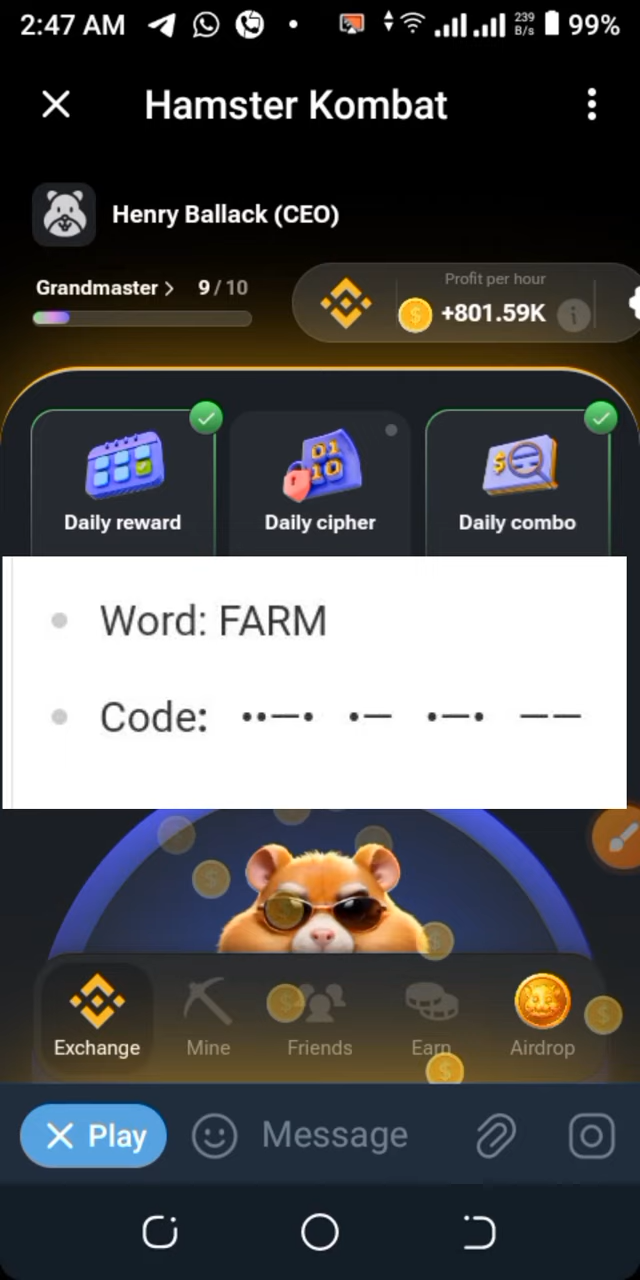 2:47 AM 239 B/s 99%
Hamster Kombat
Henry Ballack (CEO)
Grandmaster > 9 / 10
Profit per hour
+801.59K
Daily reward
Daily cipher
Daily combo
Word: FARM
Code: ••—• •— •—• ——
Exchange
Mine
Friends
Earn
Airdrop
Play
Message